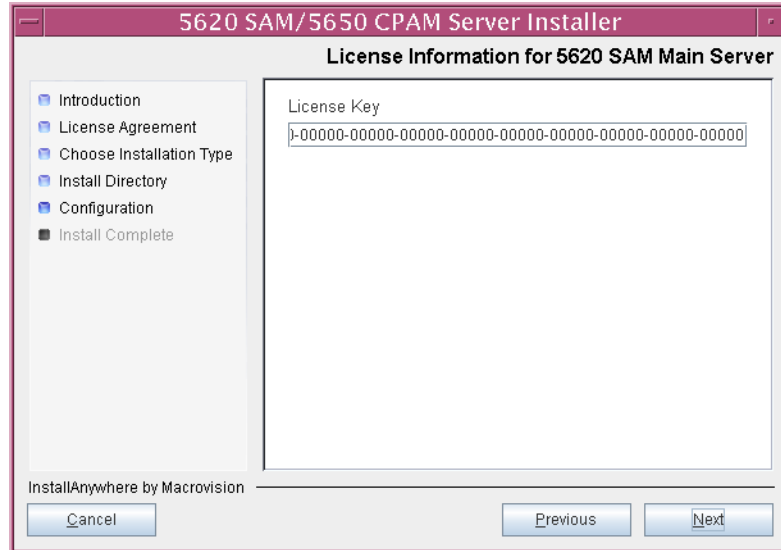 5620 SAM/5650 CPAM Server Installer
License Information for 5620 SAM Main Server
Introduction
License Agreement
Choose Installation Type
Install Directory
Configuration
Install Complete
License Key
)-00000-00000-00000-00000-00000-00000-00000-00000-00000
InstallAnywhere by Macrovision
Cancel
Previous
Next